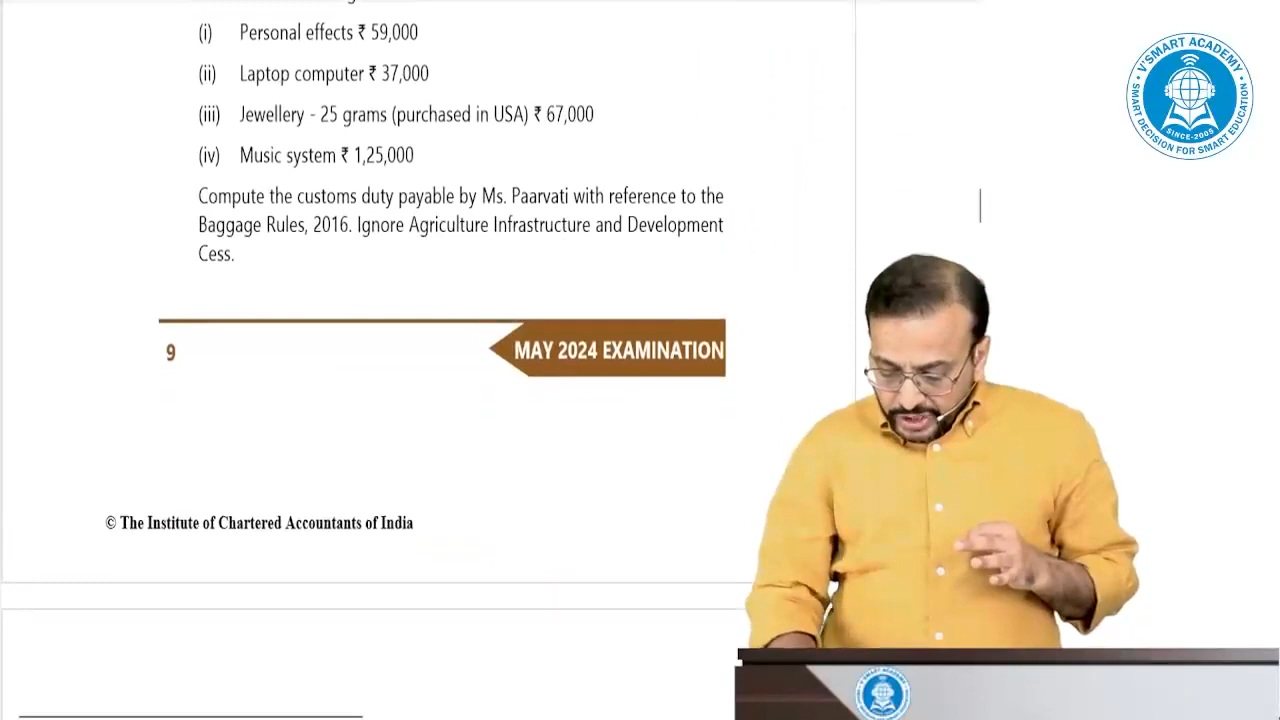 (i) Personal effects ₹ 59,000
(ii) Laptop computer ₹ 37,000
(iii) Jewellery - 25 grams (purchased in USA) ₹ 67,000
(iv) Music system ₹ 1,25,000
Compute the customs duty payable by Ms. Paarvati with reference to the
Baggage Rules, 2016. Ignore Agriculture Infrastructure and Development
Cess.
9
MAY 2024 EXAMINATION
© The Institute of Chartered Accountants of India
V'SMART ACADEMY
SMART DECISION FOR SMART EDUCATION
SINCE-2005